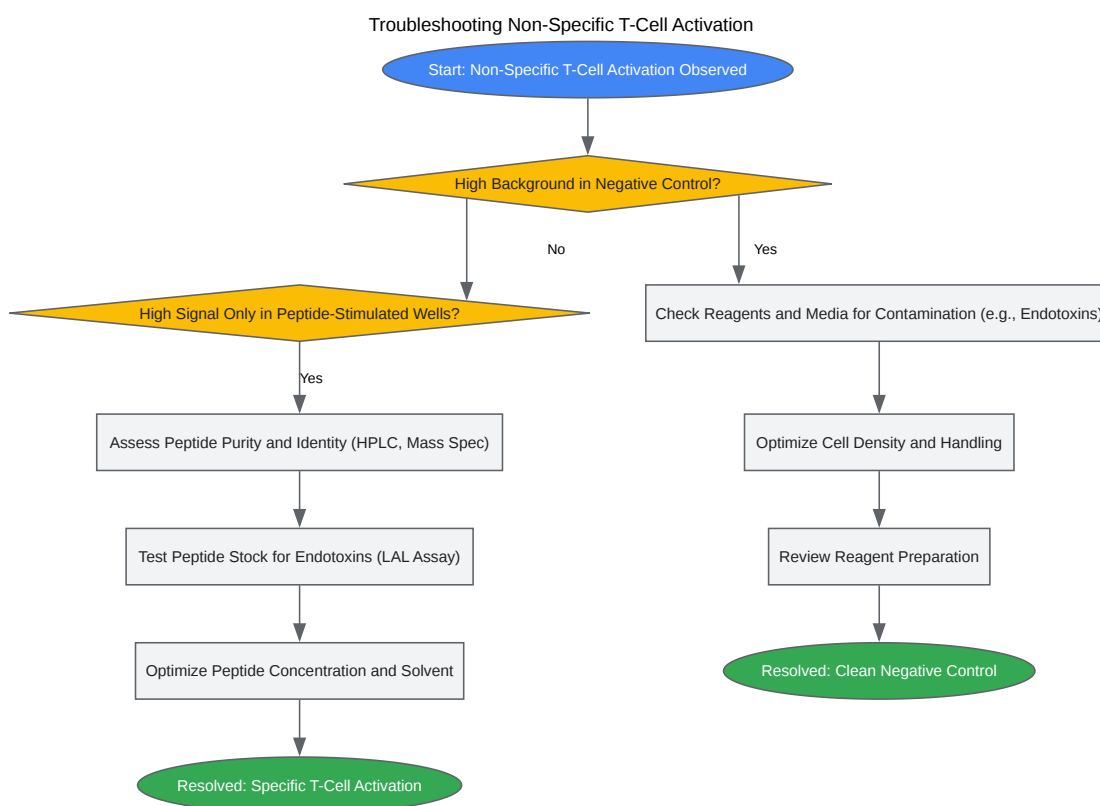 Troubleshooting Non-Specific T-Cell Activation
Start: Non-Specific T-Cell Activation Observed
High Background in Negative Control?
No
Yes
High Signal Only in Peptide-Stimulated Wells?
Check Reagents and Media for Contamination (e.g., Endotoxins)
Yes
Assess Peptide Purity and Identity (HPLC, Mass Spec)
Optimize Cell Density and Handling
Test Peptide Stock for Endotoxins (LAL Assay)
Review Reagent Preparation
Optimize Peptide Concentration and Solvent
Resolved: Clean Negative Control
Resolved: Specific T-Cell Activation